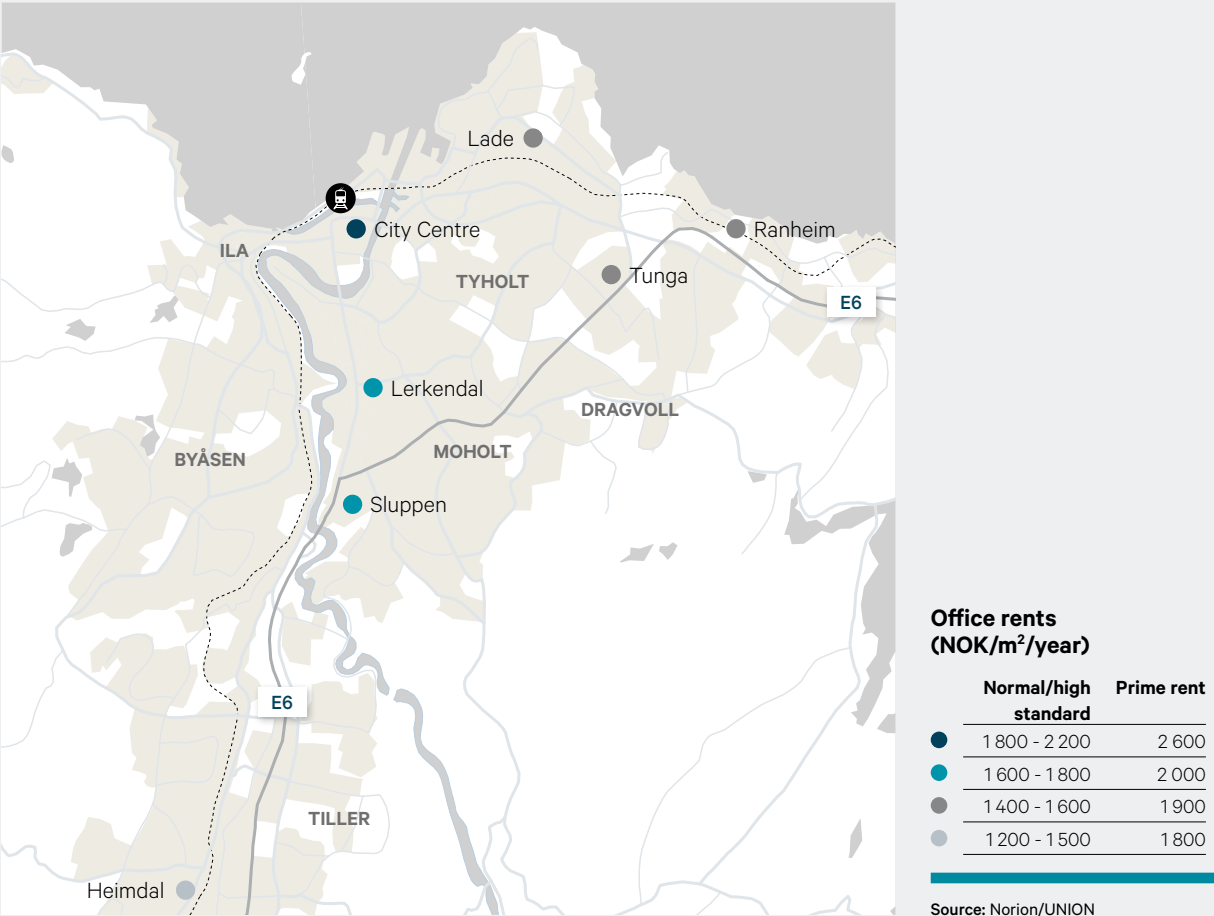 Lade
City Centre
Ranheim
ILA
TYHOLT
Tunga
E6
Lerkendal
DRAGVOLL
MOHOLT
BYÅSEN
Sluppen
E6
TILLER
Heimdal
Office rents
(NOK/m²/year)
Normal/high Prime rent
standard
1 800 - 2 200 2 600
1 600 - 1 800 2 000
1 400 - 1 600 1 900
1 200 - 1 500 1 800
Source: Norion/UNION